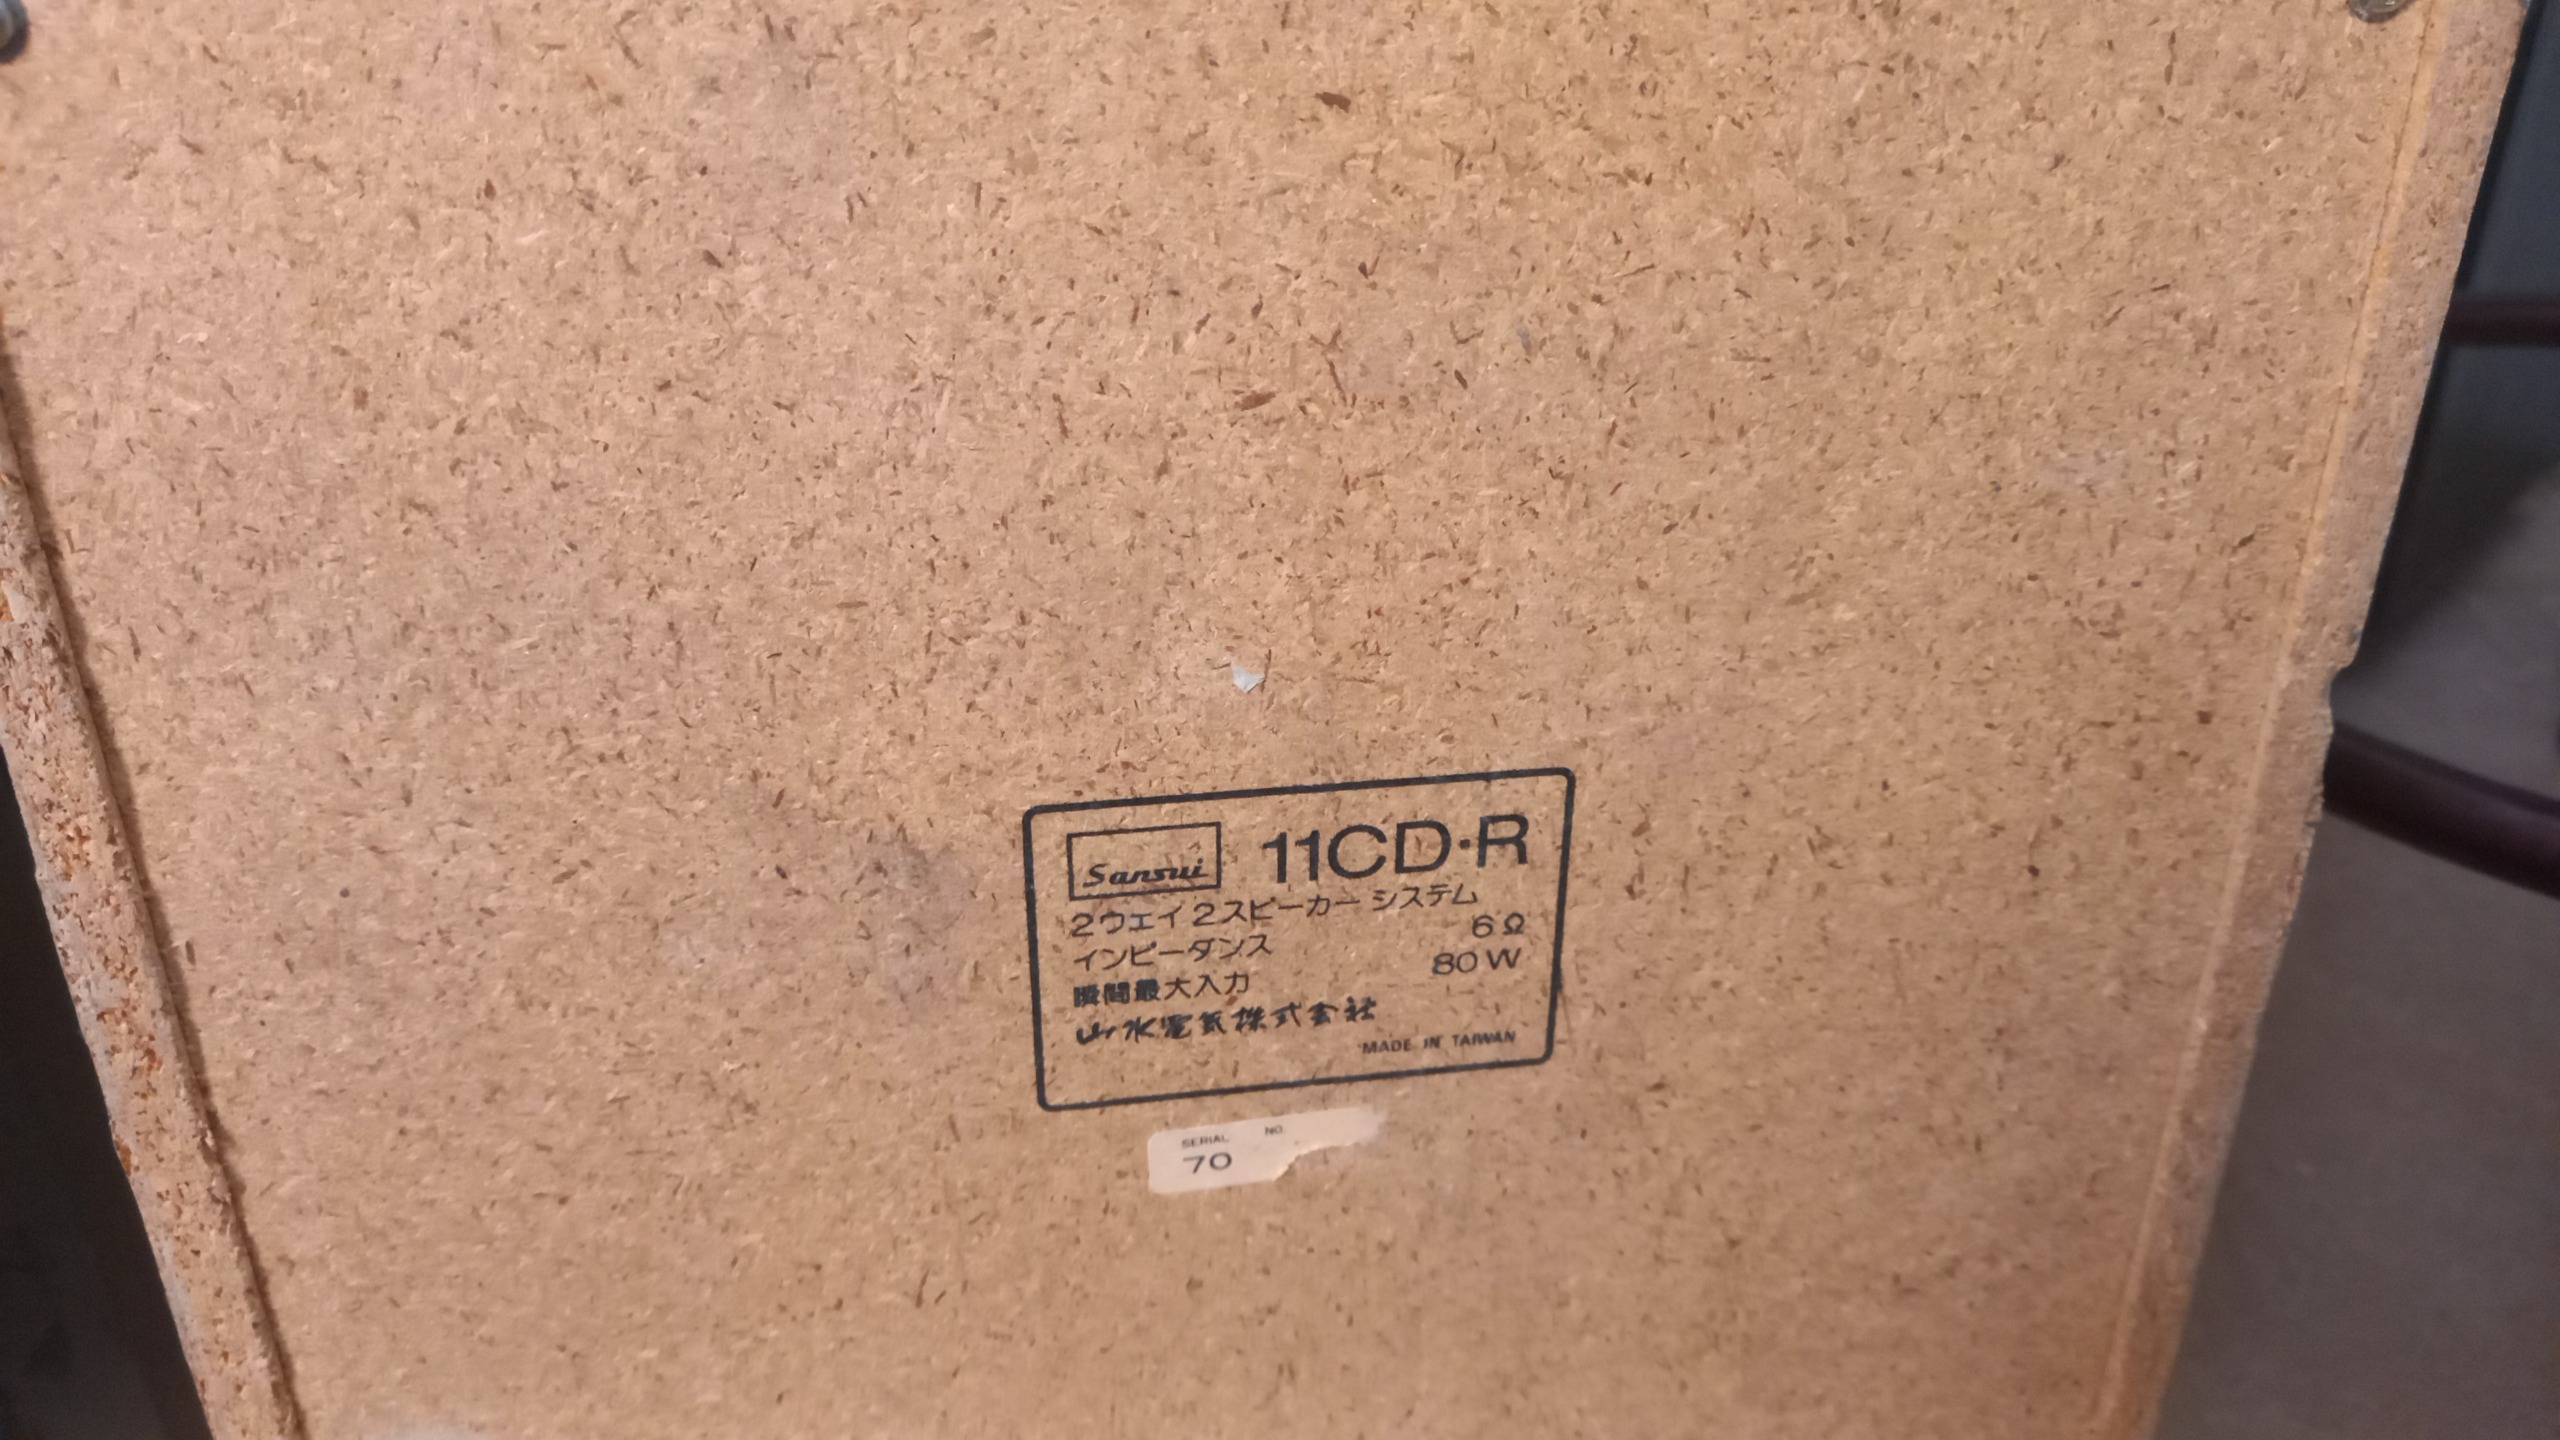 Sansui 11CD·R
2ウェイ2スピーカー システム
インピーダンス 6Ω
瞬間最大入力 80W
山水電気株式会社
MADE IN TAIWAN
SERIAL NO.
70